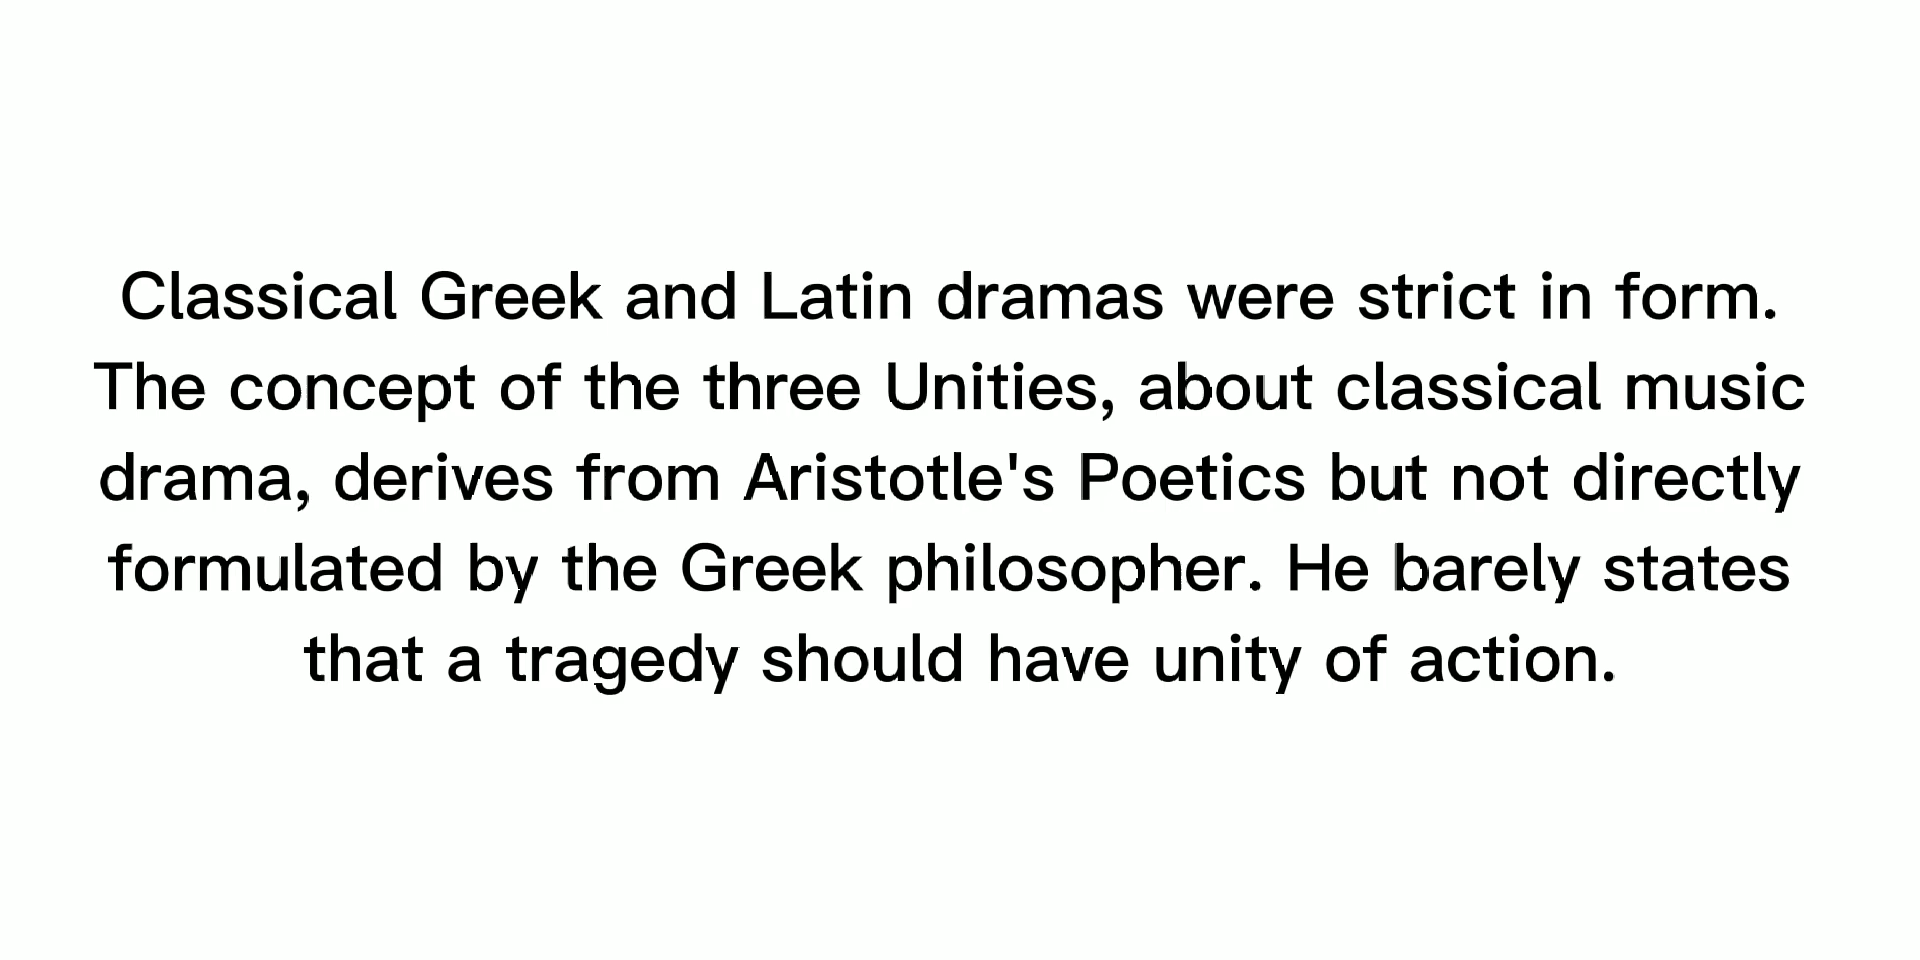 Classical Greek and Latin dramas were strict in form.
The concept of the three Unities, about classical music
drama, derives from Aristotle's Poetics but not directly
formulated by the Greek philosopher. He barely states
that a tragedy should have unity of action.